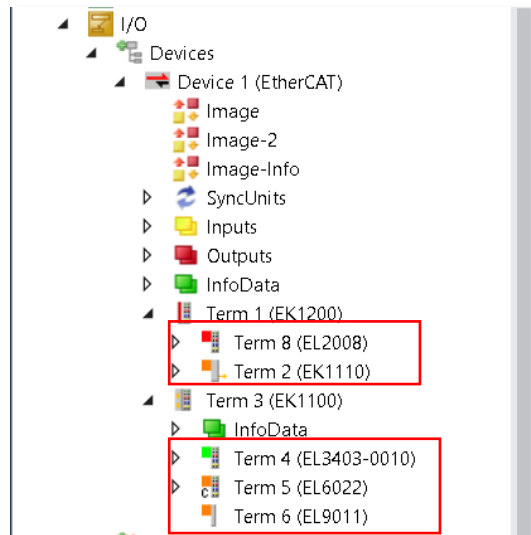 I/O
Devices
Device 1 (EtherCAT)
Image
Image-2
Image-Info
SyncUnits
Inputs
Outputs
InfoData
Term 1 (EK1200)
Term 8 (EL2008)
Term 2 (EK1110)
Term 3 (EK1100)
InfoData
Term 4 (EL3403-0010)
Term 5 (EL6022)
Term 6 (EL9011)